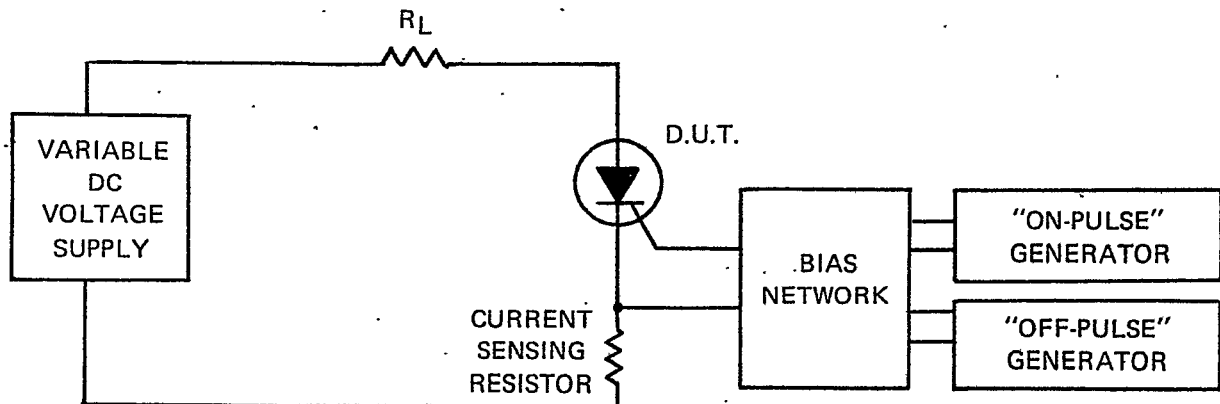 R_L
VARIABLE
DC
VOLTAGE
SUPPLY
D.U.T.
BIAS
NETWORK
"ON-PULSE"
GENERATOR
"OFF-PULSE"
GENERATOR
CURRENT
SENSING
RESISTOR